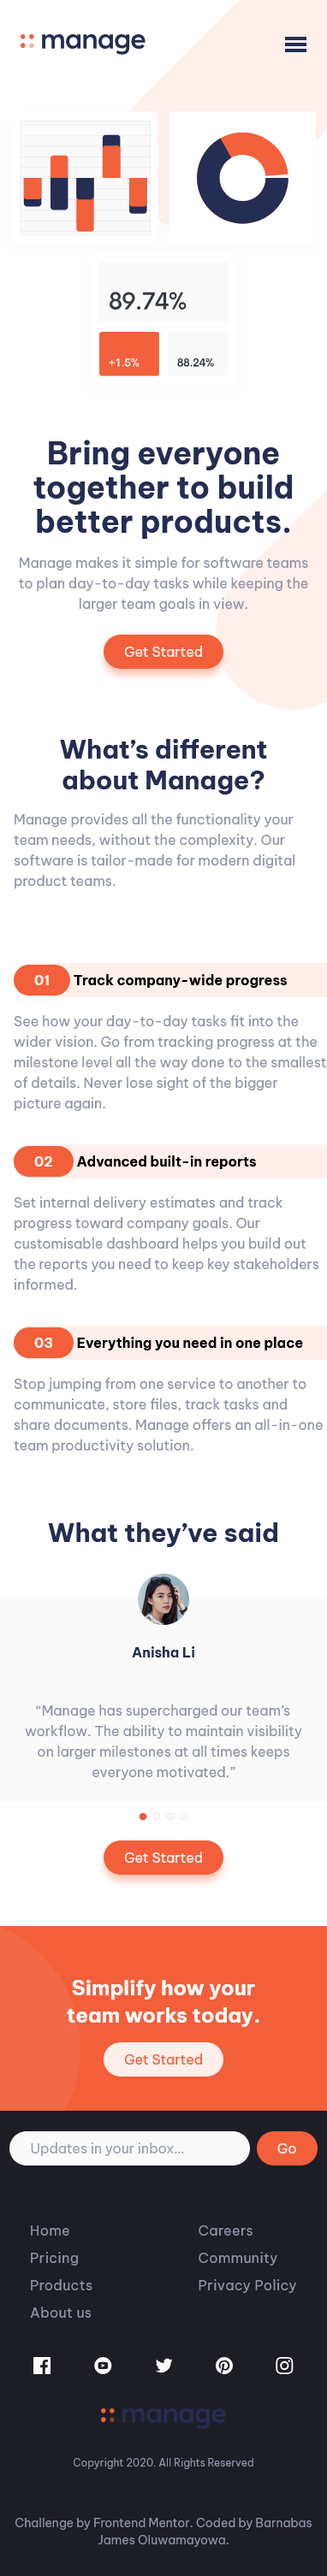 manage
89.74%
+1.5%
88.24%
Bring everyone
together to build
better products.
Manage makes it simple for software teams
to plan day-to-day tasks while keeping the
larger team goals in view.
Get Started
What’s different
about Manage?
Manage provides all the functionality your
team needs, without the complexity. Our
software is tailor-made for modern digital
product teams.
01 Track company-wide progress
See how your day-to-day tasks fit into the
wider vision. Go from tracking progress at the
milestone level all the way done to the smallest
of details. Never lose sight of the bigger
picture again.
02 Advanced built-in reports
Set internal delivery estimates and track
progress toward company goals. Our
customisable dashboard helps you build out
the reports you need to keep key stakeholders
informed.
03 Everything you need in one place
Stop jumping from one service to another to
communicate, store files, track tasks and
share documents. Manage offers an all-in-one
team productivity solution.
What they’ve said
Anisha Li
“Manage has supercharged our team’s
workflow. The ability to maintain visibility
on larger milestones at all times keeps
everyone motivated.”
Get Started
Simplify how your
team works today.
Get Started
Updates in your inbox...
Go
Home
Pricing
Products
About us
Careers
Community
Privacy Policy
manage
Copyright 2020. All Rights Reserved
Challenge by Frontend Mentor. Coded by Barnabas
James Oluwamayowa.